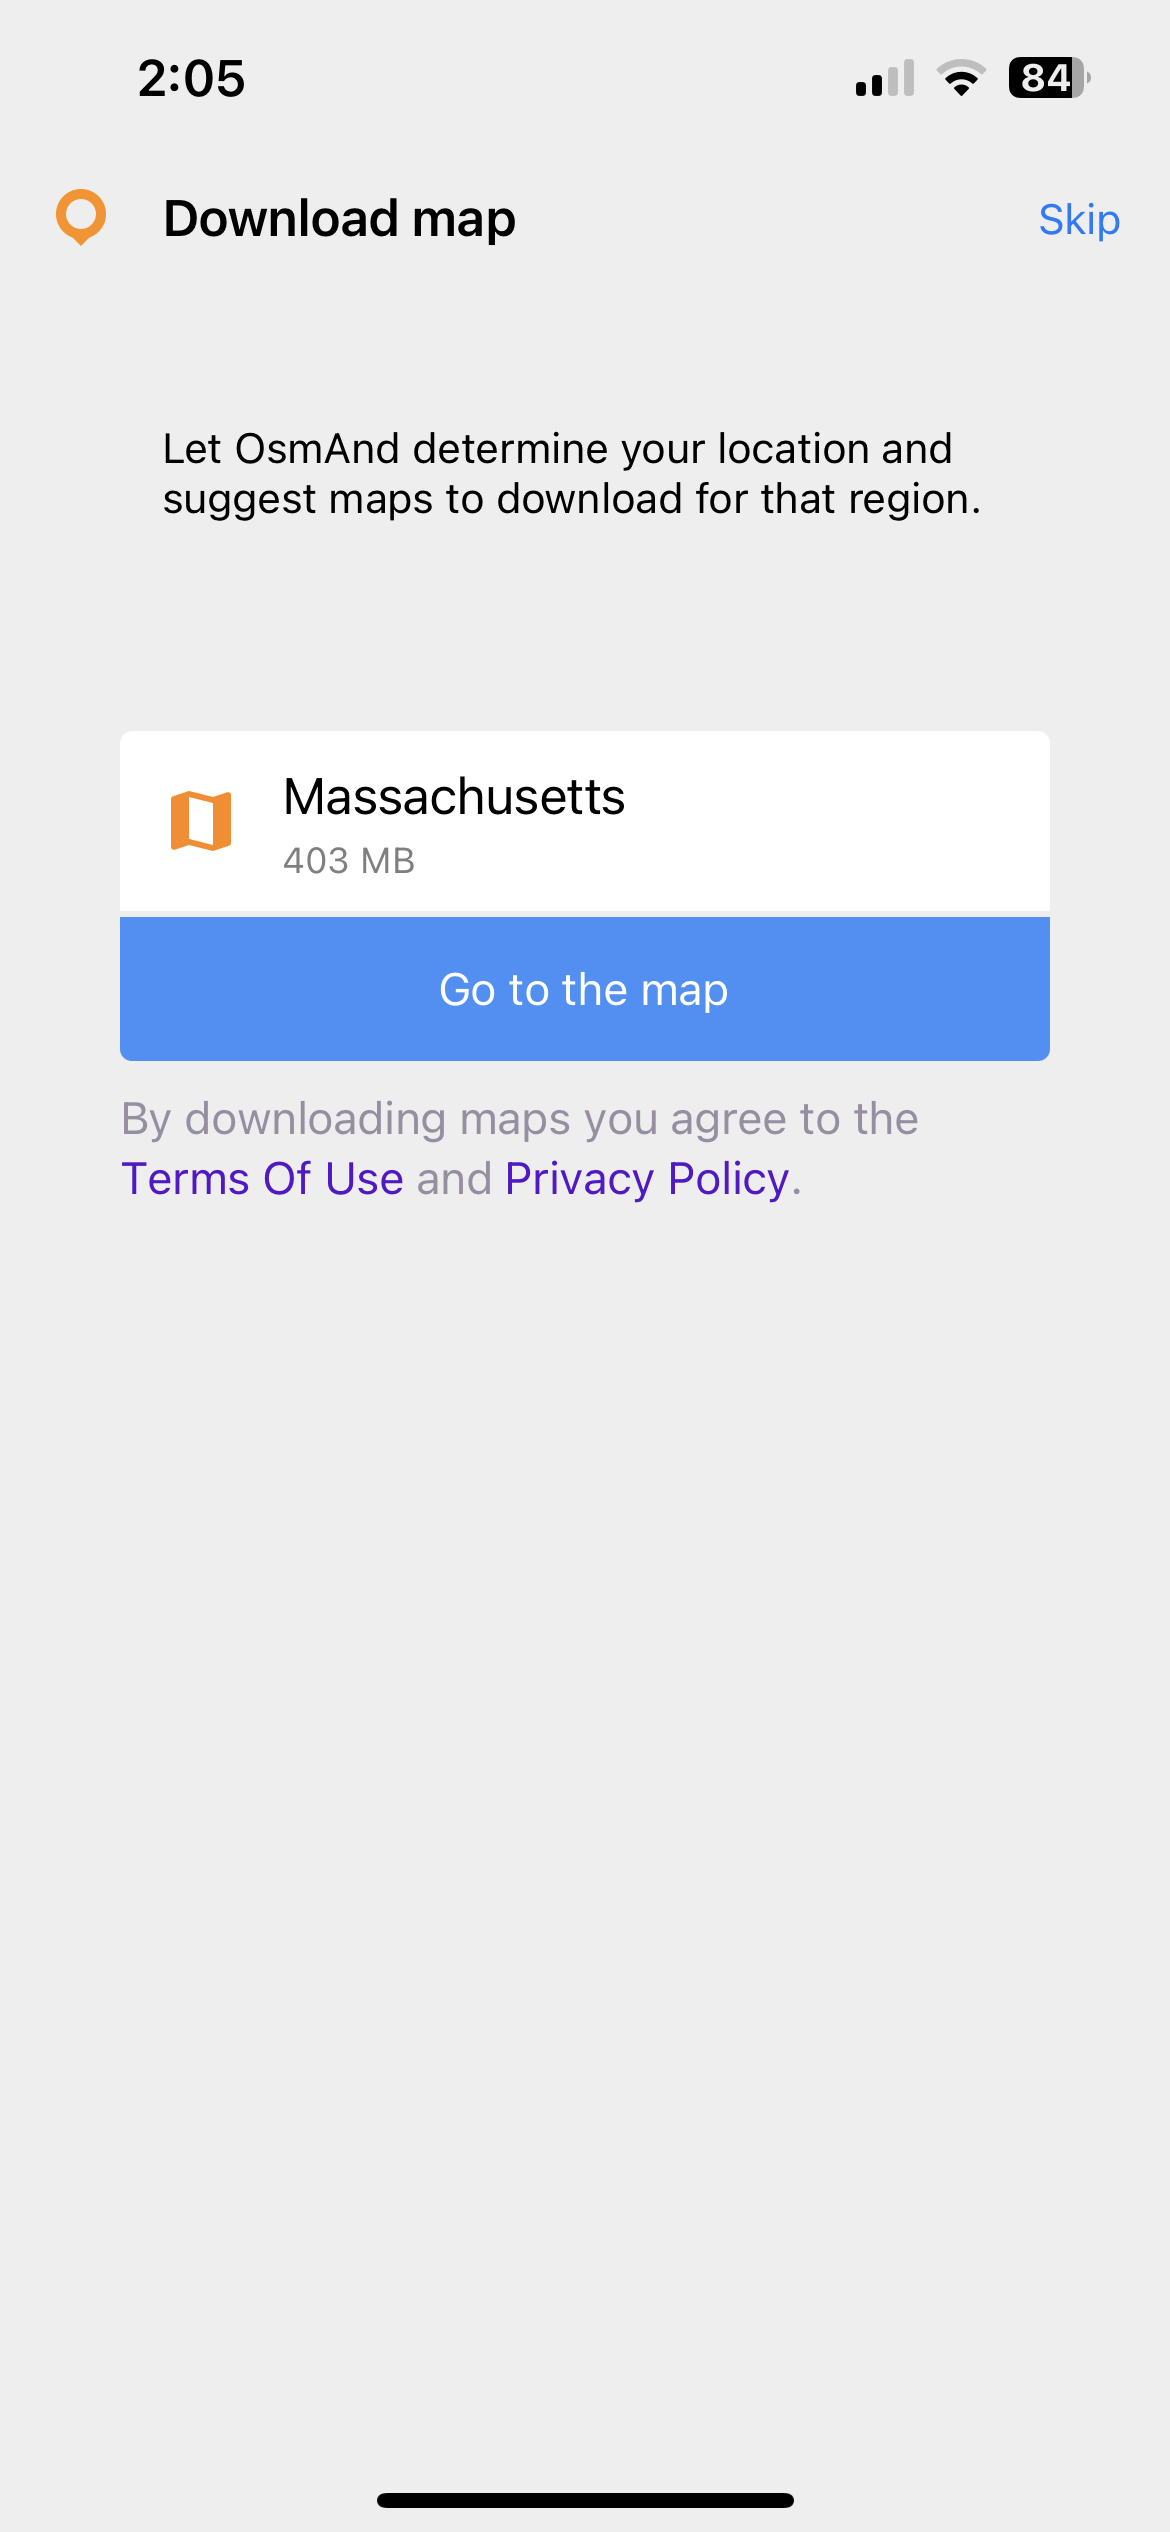 2:05
84
Download map
Skip
Let OsmAnd determine your location and
suggest maps to download for that region.
Massachusetts
403 MB
Go to the map
By downloading maps you agree to the
Terms Of Use and Privacy Policy.